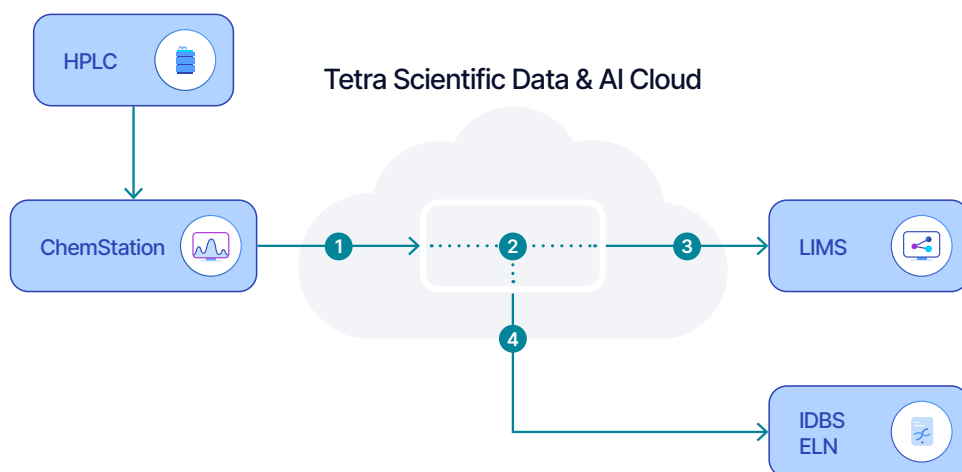 HPLC
Tetra Scientific Data & AI Cloud
ChemStation
1
2
3
LIMS
4
IDBS
ELN